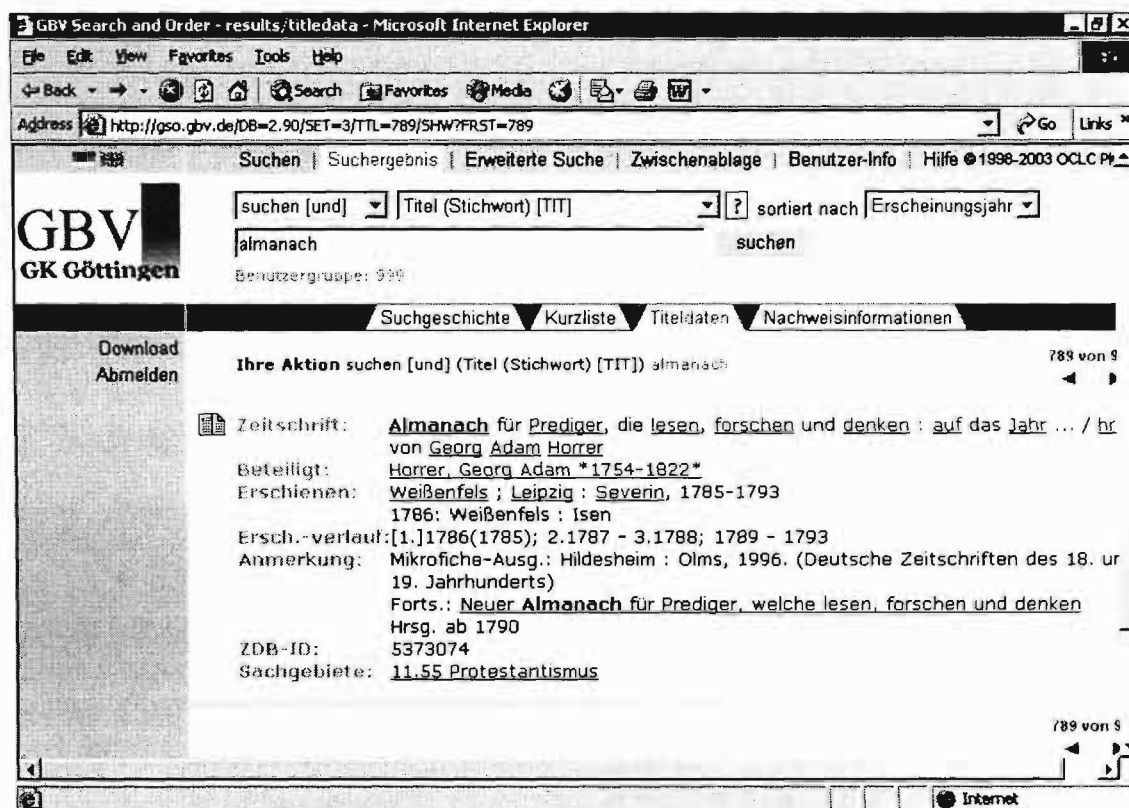 GBV Search and Order - results/titledata - Microsoft Internet Explorer
File Edit View Favorites Tools Help
Back Search Favorites Media
Address http://gso.gbv.de/DB=2.90/SET=3/TTL=789/SHW?FRST=789 Go Links »
Suchen | Suchergebnis | Erweiterte Suche | Zwischenablage | Benutzer-Info | Hilfe ©1998-2003 OCLC
suchen [und] Titel (Stichwort) [TIT] ? sortiert nach Erscheinungsjahr
GBV
almanach suchen
GK Göttingen
Benutzergruppe: 999
Suchgeschichte Kurzliste Titeldaten Nachweisinformationen
Download
Abmelden
Ihre Aktion suchen [und] (Titel (Stichwort) [TIT]) almanach
789 von 9
Zeitschrift: Almanach für Prediger, die lesen, forschen und denken : auf das Jahr ... / hr
von Georg Adam Horrer
Beteiligt: Horrer, Georg Adam *1754-1822*
Erschienen: Weißenfels ; Leipzig : Severin, 1785-1793
1786: Weißenfels : Isen
Ersch.-verlauf:[1.]1786(1785); 2.1787 - 3.1788; 1789 - 1793
Anmerkung: Mikrofiche-Ausg.: Hildesheim : Olms, 1996. (Deutsche Zeitschriften des 18. ur
19. Jahrhunderts)
Forts.: Neuer Almanach für Prediger, welche lesen, forschen und denken
Hrsg. ab 1790
ZDB-ID: 5373074
Sachgebiete: 11.55 Protestantismus
789 von 9
Internet